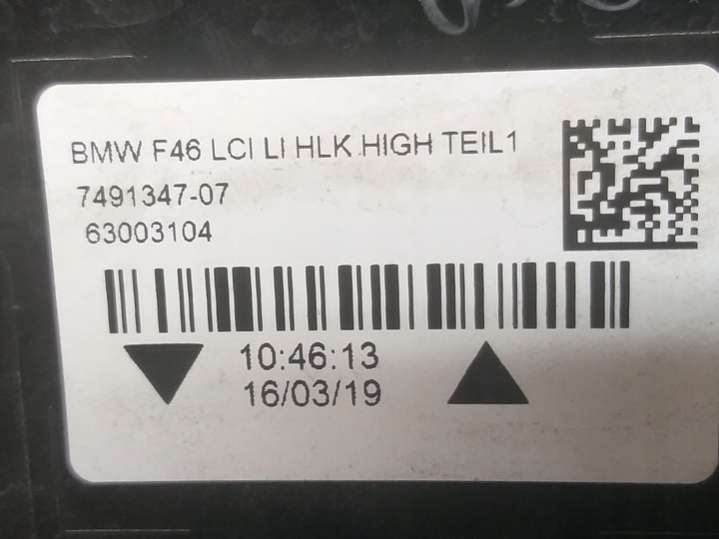 BMW F46 LCI LI HLK HIGH TEIL1
7491347-07
63003104
10:46:13
16/03/19